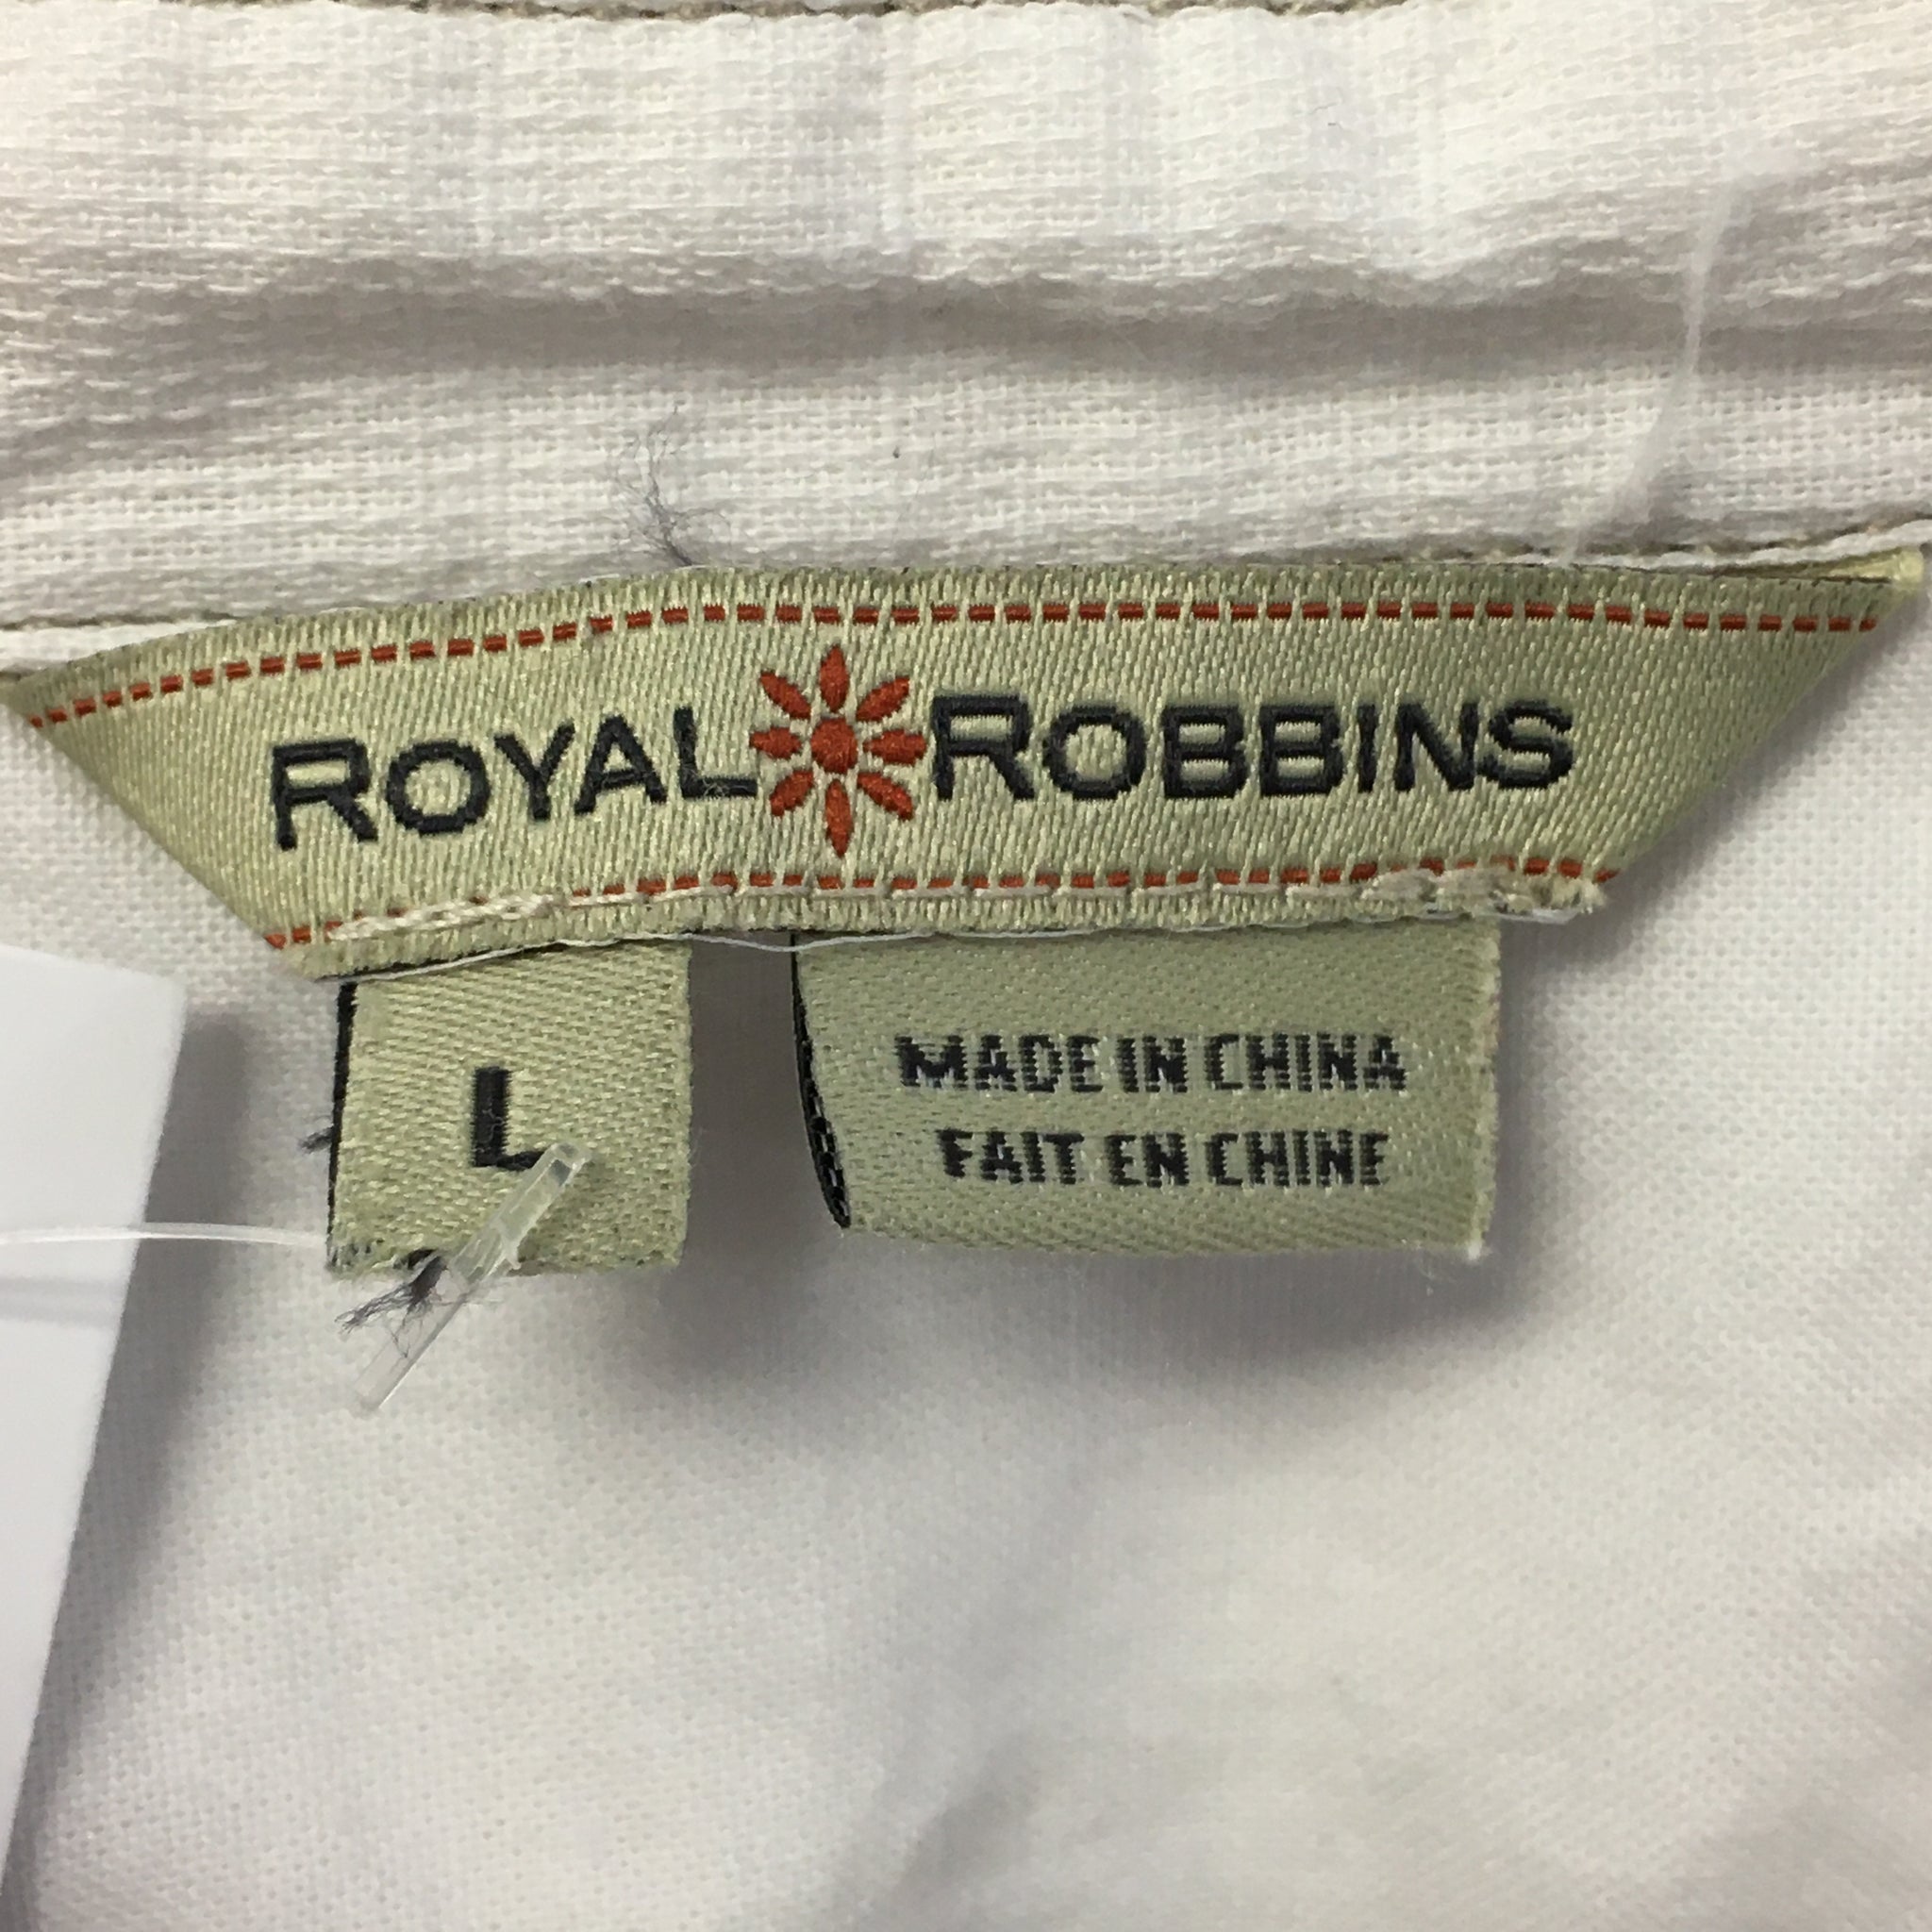 ROYAL ROBBINS
L
MADE IN CHINA
FAIT EN CHINE